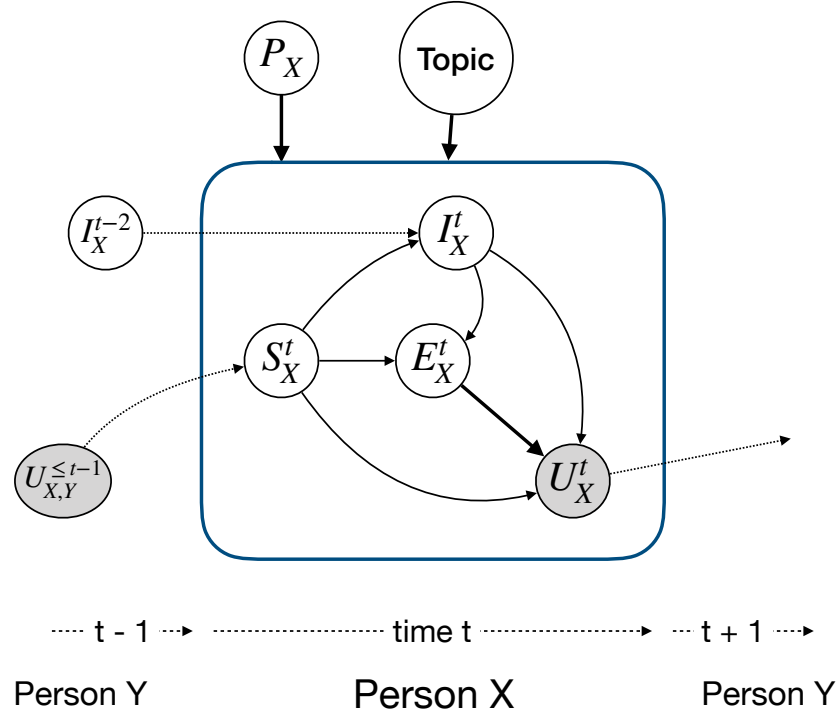 P_X
Topic
I_X^{t-2}
I_X^t
S_X^t
E_X^t
U_{X,Y}^{≤t-1}
U_X^t
t - 1
time t
t + 1
Person Y
Person X
Person Y